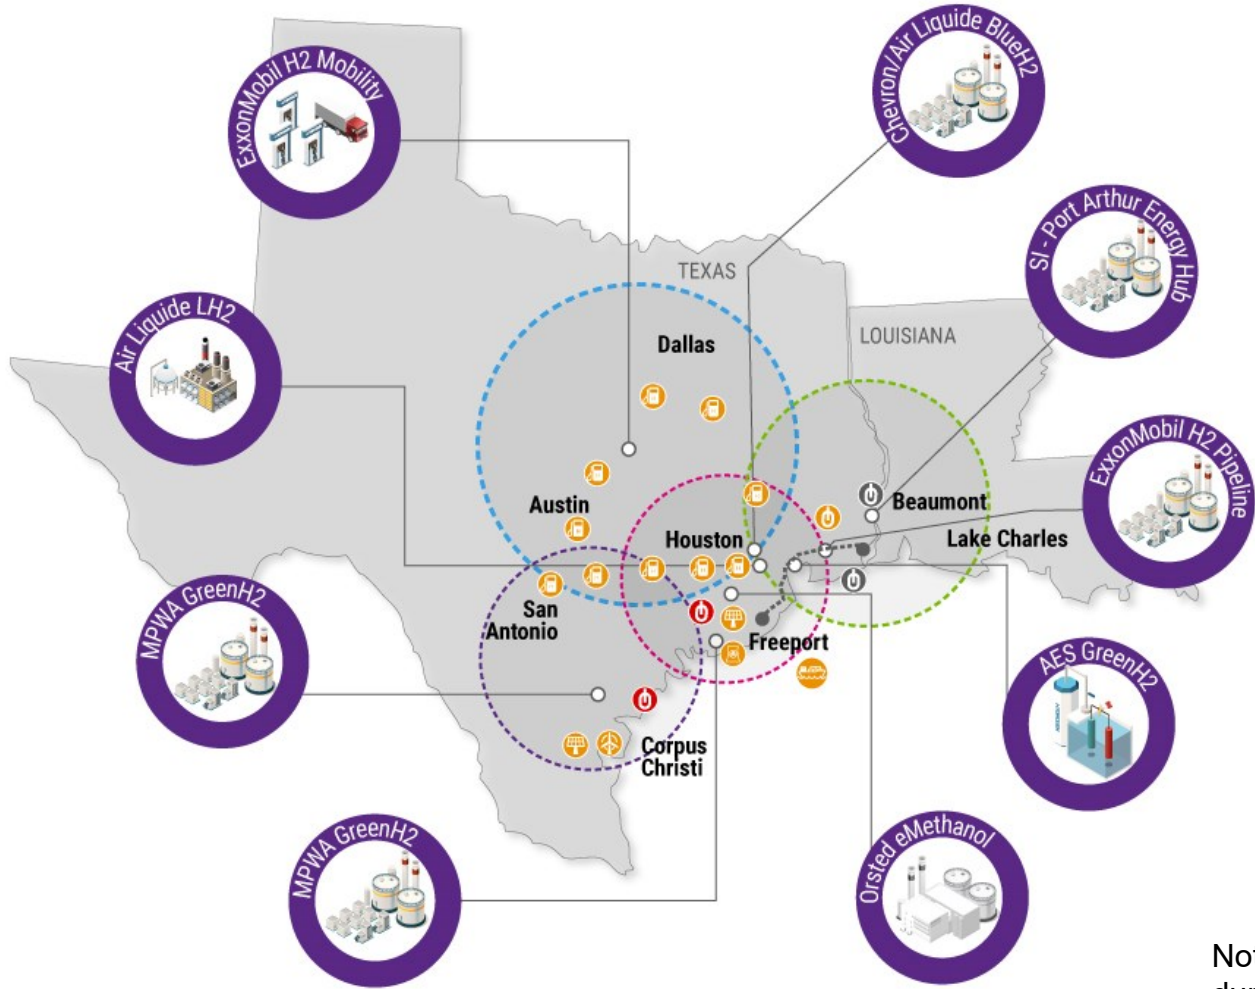 ExxonMobil H2 Mobility
Chevron/Air Liquide BlueH2
SI - Port Arthur Energy Hub
TEXAS
Air Liquide LH2
LOUISIANA
Dallas
ExxonMobil H2 Pipeline
Austin
Beaumont
Houston
Lake Charles
San
Antonio
MPWA GreenH2
Freeport
AES GreenH2
Corpus
Christi
MPWA GreenH2
Orsted eMethanol